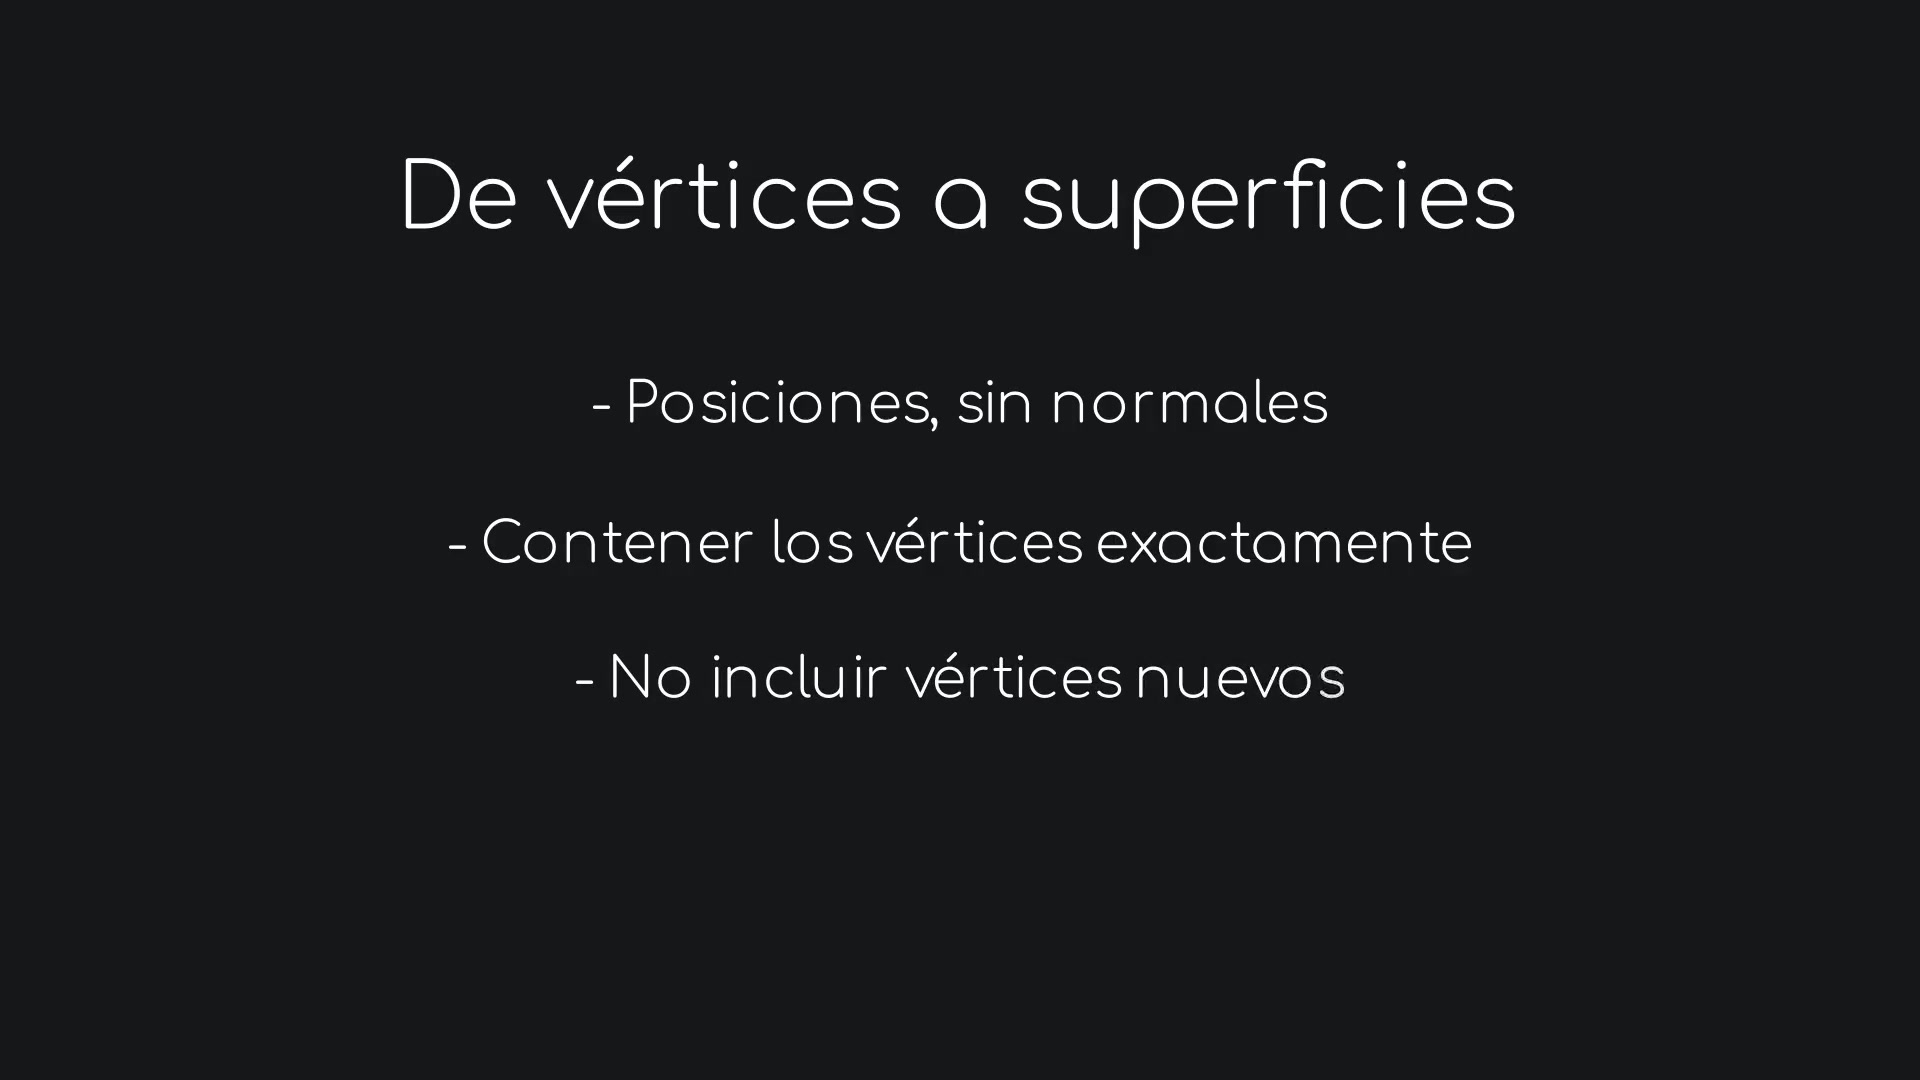 De vértices a superficies
- Posiciones, sin normales
- Contener los vértices exactamente
- No incluir vértices nuevos